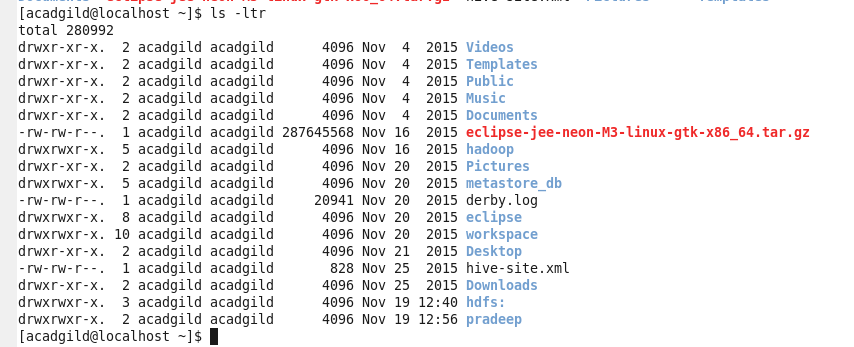 [acadgild@localhost ~]$ ls -ltr
total 280992
drwxr-xr-x.  2 acadgild acadgild      4096 Nov  4  2015 Videos
drwxr-xr-x.  2 acadgild acadgild      4096 Nov  4  2015 Templates
drwxr-xr-x.  2 acadgild acadgild      4096 Nov  4  2015 Public
drwxr-xr-x.  2 acadgild acadgild      4096 Nov  4  2015 Music
drwxr-xr-x.  2 acadgild acadgild      4096 Nov  4  2015 Documents
-rw-rw-r--.  1 acadgild acadgild 287645568 Nov 16  2015 eclipse-jee-neon-M3-linux-gtk-x86_64.tar.gz
drwxrwxr-x.  5 acadgild acadgild      4096 Nov 16  2015 hadoop
drwxr-xr-x.  2 acadgild acadgild      4096 Nov 20  2015 Pictures
drwxrwxr-x.  5 acadgild acadgild      4096 Nov 20  2015 metastore_db
-rw-rw-r--.  1 acadgild acadgild     20941 Nov 20  2015 derby.log
drwxrwxr-x.  8 acadgild acadgild      4096 Nov 20  2015 eclipse
drwxrwxr-x. 10 acadgild acadgild      4096 Nov 20  2015 workspace
drwxr-xr-x.  2 acadgild acadgild      4096 Nov 21  2015 Desktop
-rw-rw-r--.  1 acadgild acadgild       828 Nov 25  2015 hive-site.xml
drwxr-xr-x.  2 acadgild acadgild      4096 Nov 25  2015 Downloads
drwxrwxr-x.  3 acadgild acadgild      4096 Nov 19 12:40 hdfs:
drwxrwxr-x.  2 acadgild acadgild      4096 Nov 19 12:56 pradeep
[acadgild@localhost ~]$